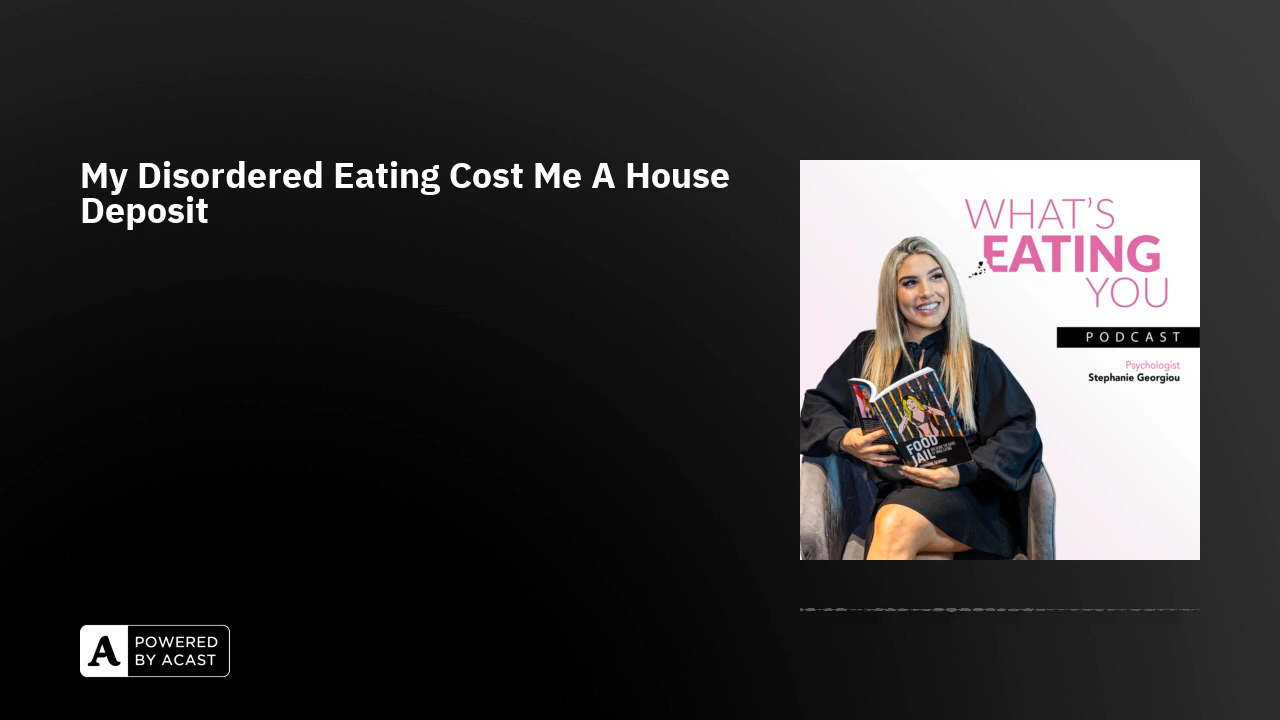 My Disordered Eating Cost Me A House
Deposit
WHAT'S
EATING
YOU
PODCAST
Psychologist
Stephanie Georgiou
FOOD
JAIL
A
POWERED
BY ACAST